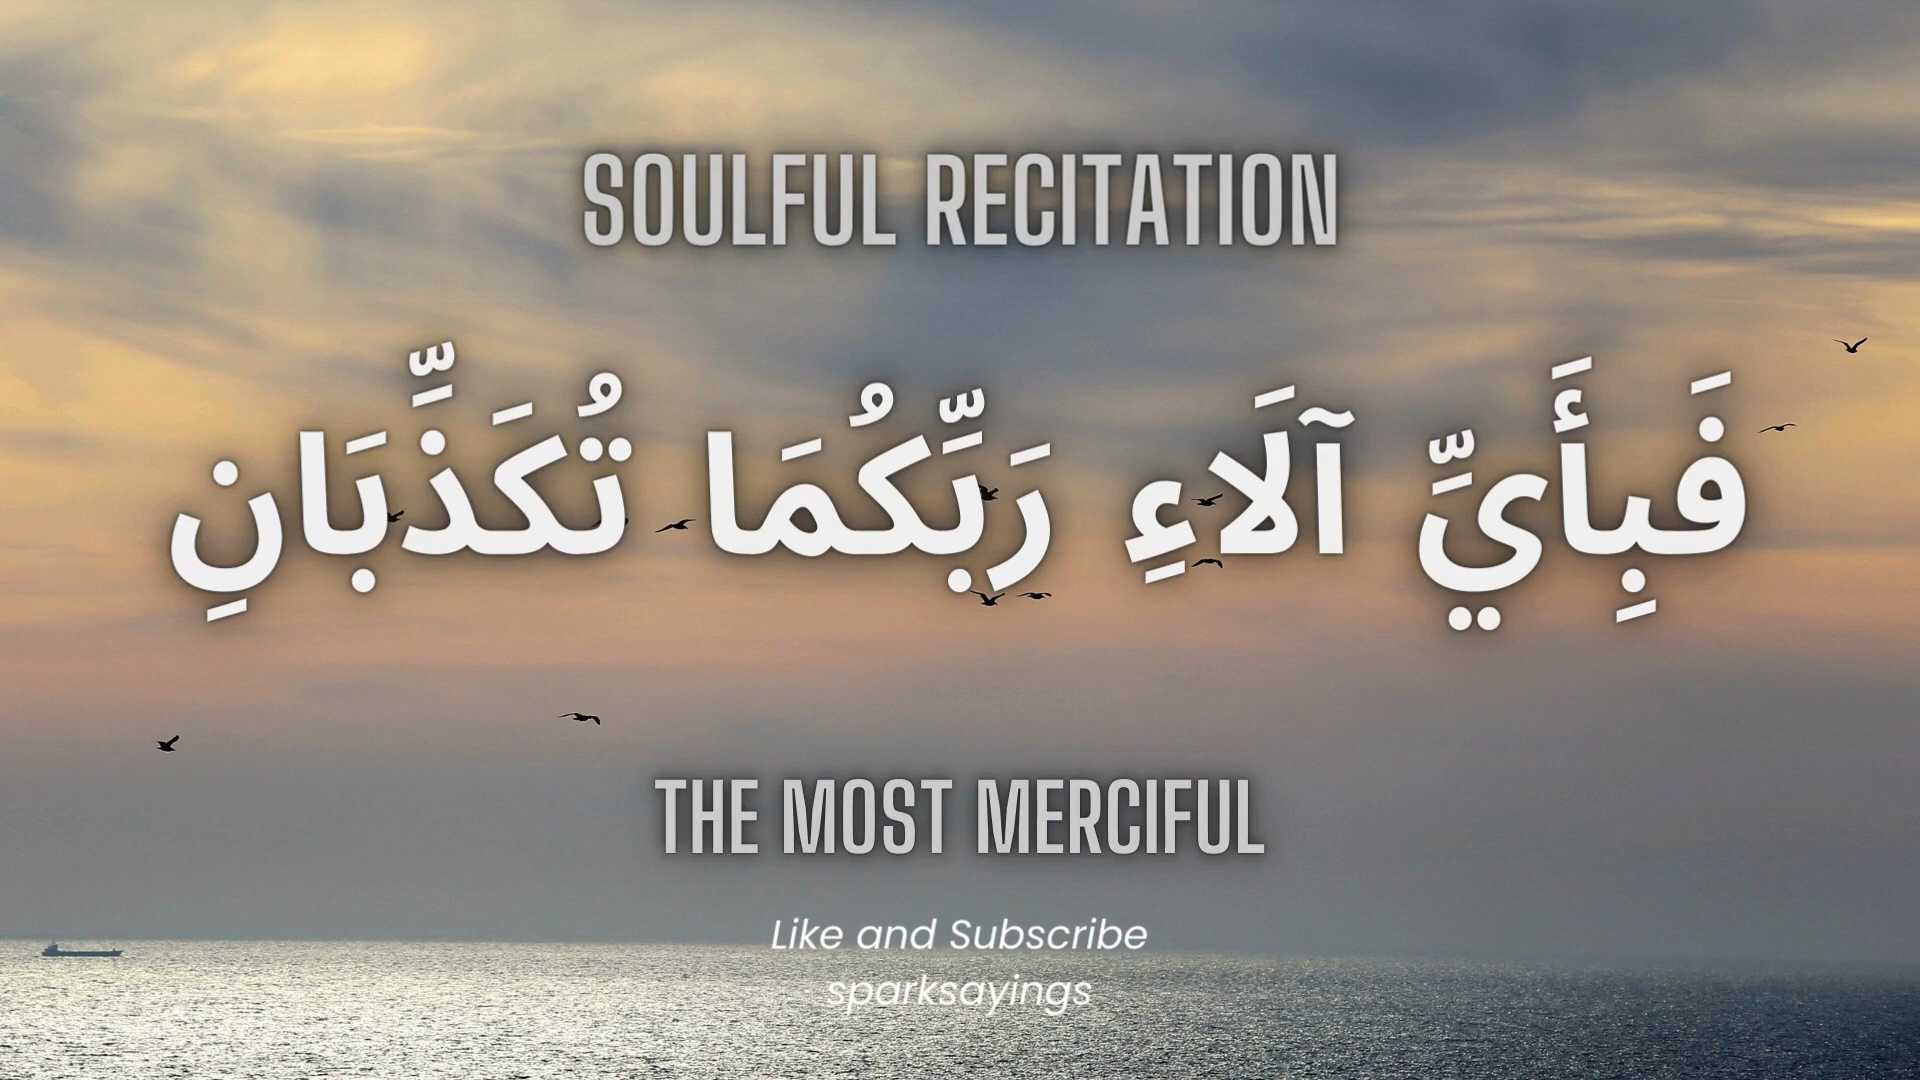 SOULFUL RECITATION
فَبِأَيِّ آلَاءِ رَبِّكُمَا تُكَذِّبَانِ
THE MOST MERCIFUL
Like and Subscribe
sparksayings